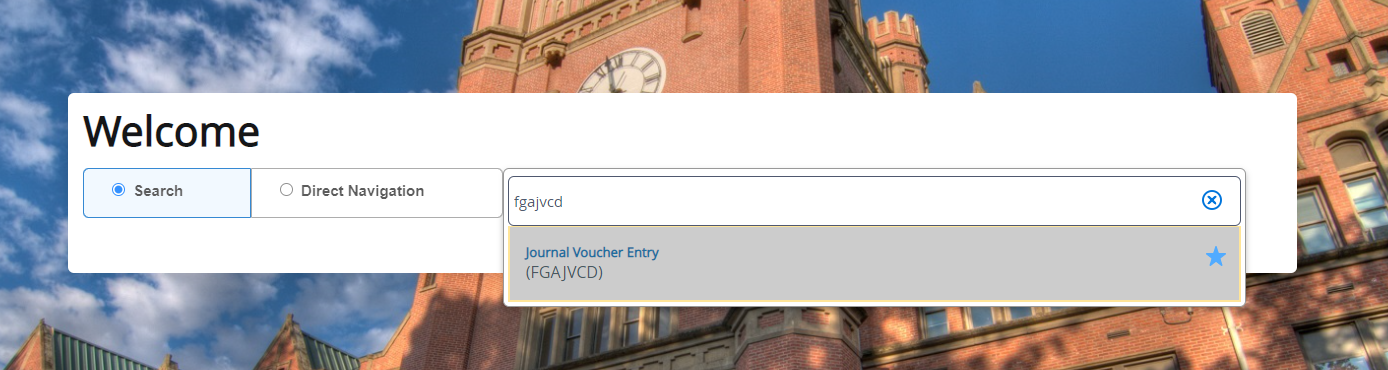 Welcome
Search
Direct Navigation
fgajvcd
Journal Voucher Entry
(FGAJVCD)